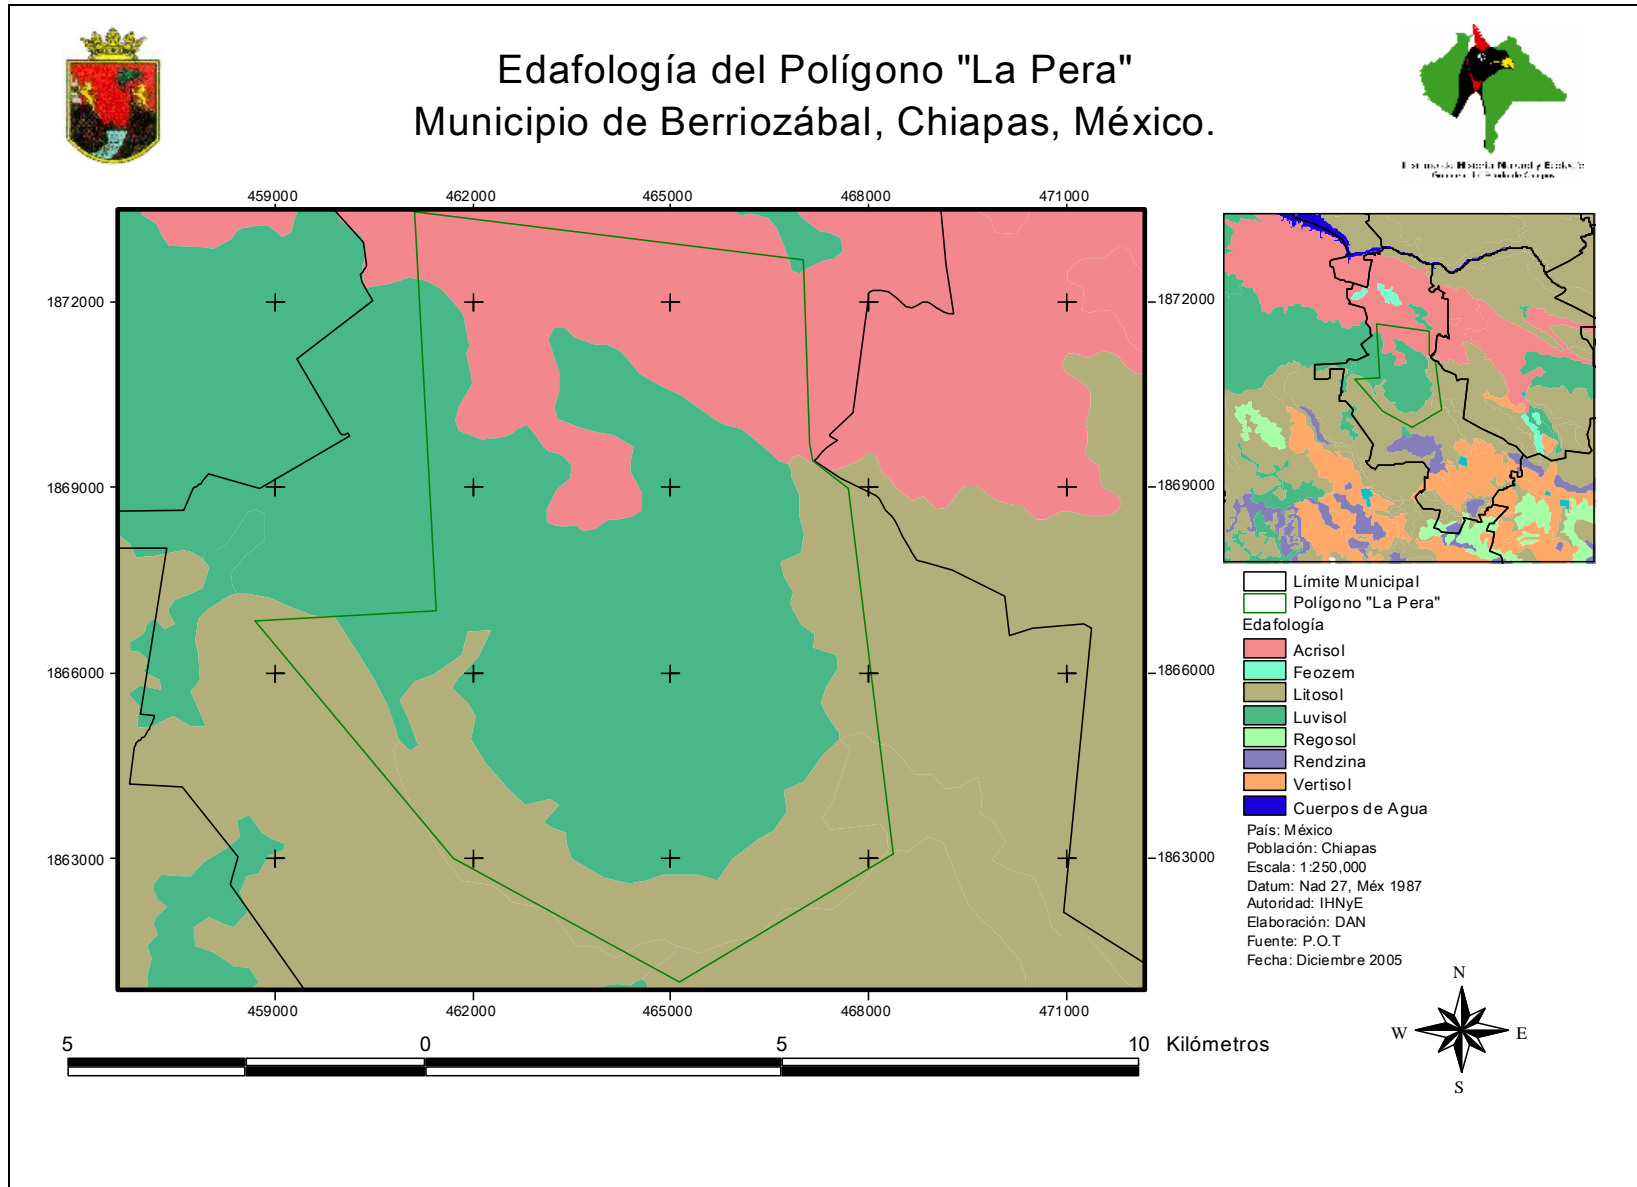 Edafología del Polígono "La Pera"
Municipio de Berriozábal, Chiapas, México.
459000 462000 465000 468000 471000
1872000 1872000
1869000 1869000
1866000 1866000
1863000 1863000
459000 462000 465000 468000 471000
5 0 5 10 Kilómetros
Límite Municipal
Polígono "La Pera"
Edafología
Acrisol
Feozem
Litosol
Luvisol
Regosol
Rendzina
Vertisol
Cuerpos de Agua
País: México
Población: Chiapas
Escala: 1:250,000
Datum: Nad 27, Méx 1987
Autoridad: IHNyE
Elaboración: DAN
Fuente: P.O.T
Fecha: Diciembre 2005
N
W E
S